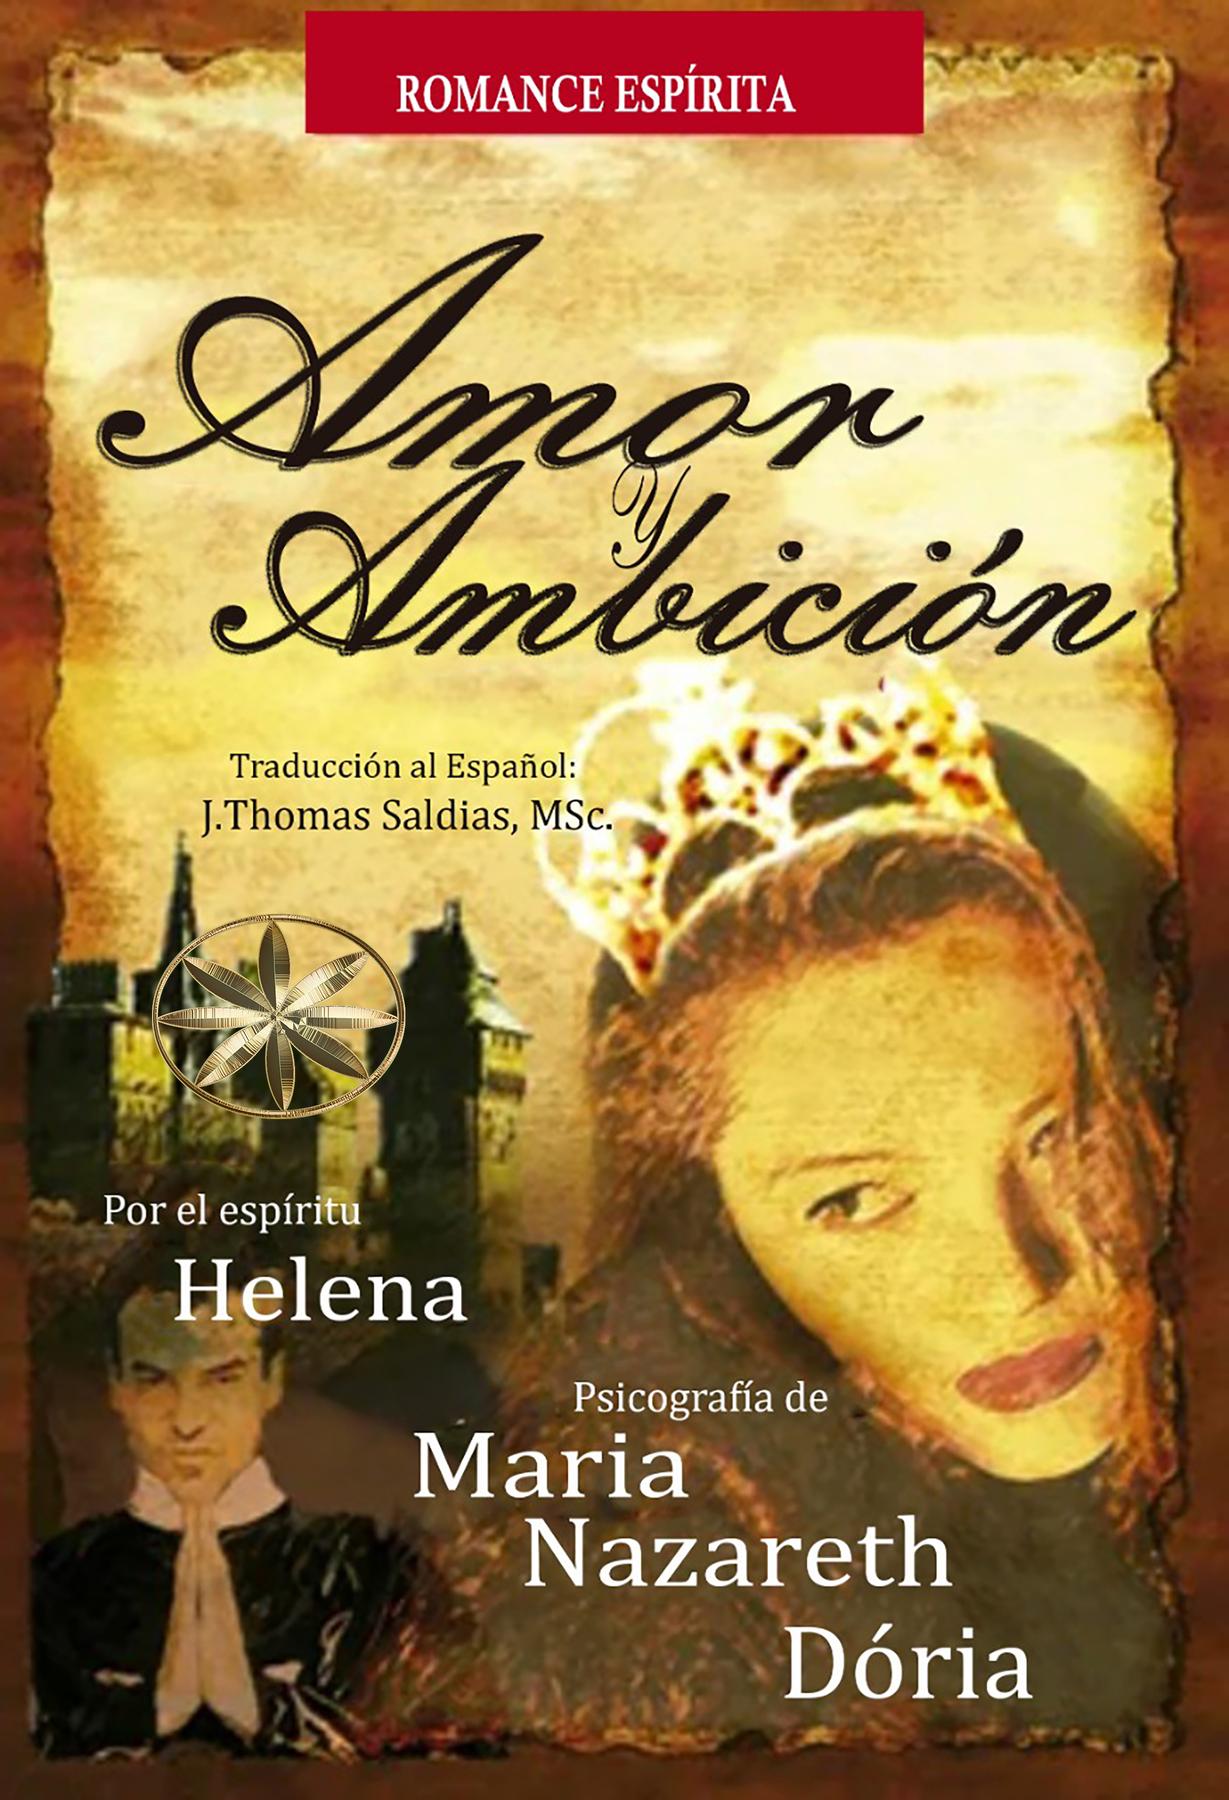 ROMANCE ESPÍRITA
Amor
y
Ambición
Traducción al Español:
J.Thomas Saldias, MSc.
Por el espíritu
Helena
Psicografía de
Maria
Nazareth
Dória